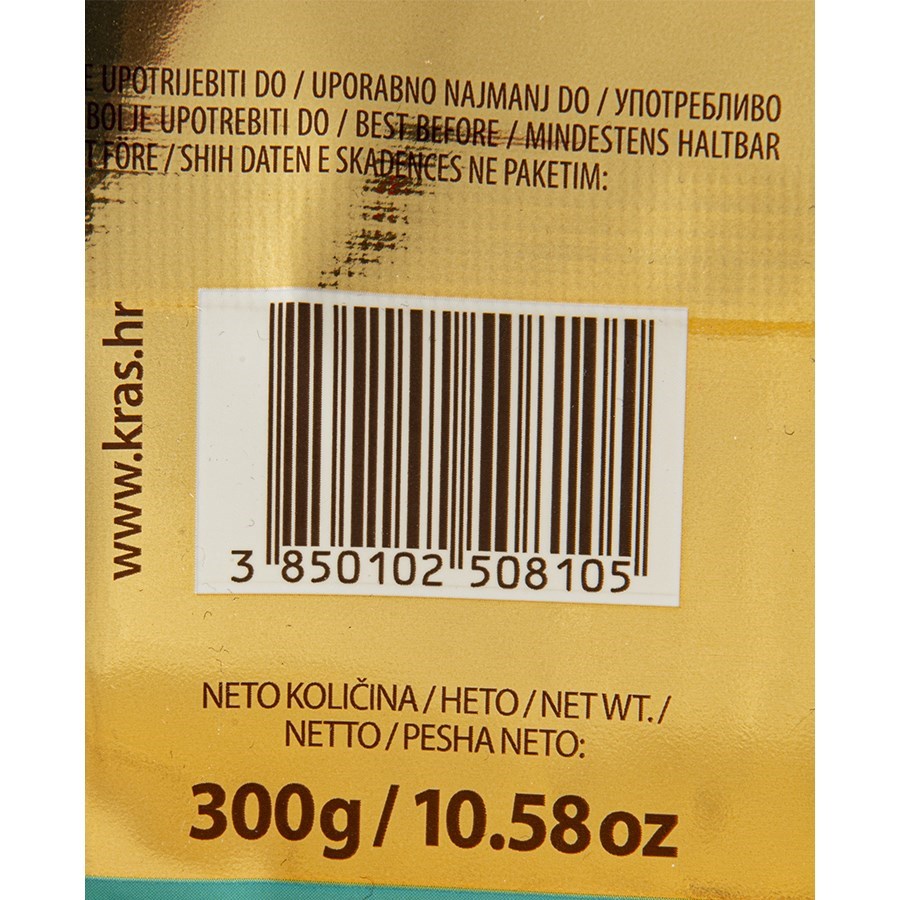 UPOTRIJEBITI DO / UPORABNO NAJMANJ DO / УПОТРЕБЛИВО
BOLJE UPOTREBITI DO / BEST BEFORE / MINDESTENS HALTBAR
FÖRE / SHIH DATEN E SKADENCES NE PAKETIM:
www.kras.hr
3 850102 508105
NETO KOLIČINA / НЕТО / NET WT. /
NETTO / PESHA NETO:
300g / 10.58 oz